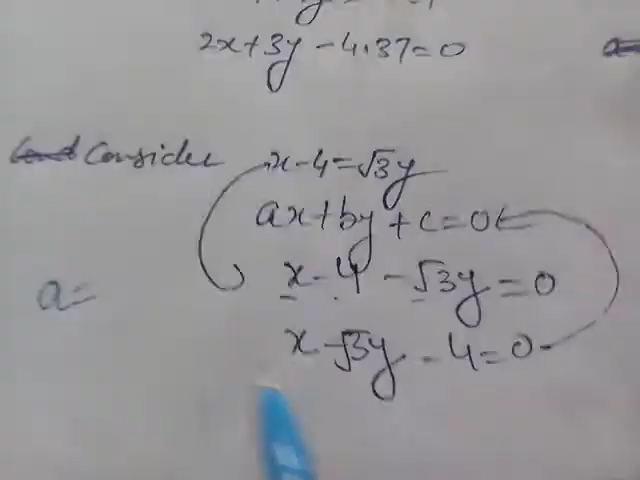 2x+3y-4.37=0
Consider x-4=√3y
ax+by+c=0
x-4-√3y=0
a=
x-√3y-4=0